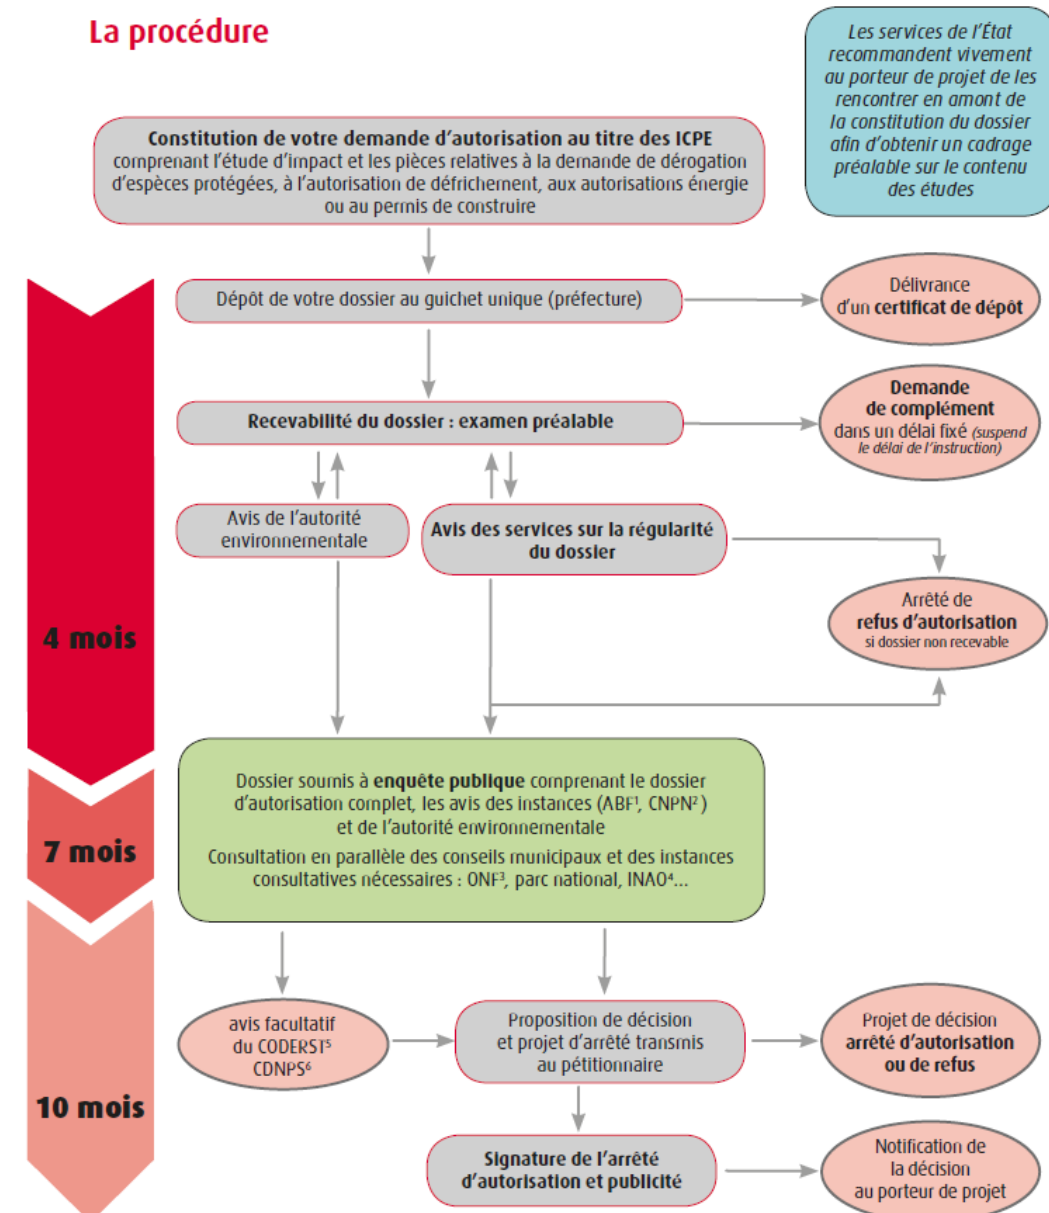 La procédure
Les services de l'État
recommandent vivement
au porteur de projet de les
rencontrer en amont de
la constitution du dossier
afin d'obtenir un cadrage
préalable sur le contenu
des études
Constitution de votre demande d'autorisation au titre des ICPE
comprenant l'étude d'impact et les pièces relatives à la demande de dérogation
d'espèces protégées, à l'autorisation de défrichement, aux autorisations énergie
ou au permis de construire
Dépôt de votre dossier au guichet unique (préfecture)
Délivrance
d'un certificat de dépôt
Recevabilité du dossier : examen préalable
Demande
de complément
dans un délai fixé (suspend
le délai de l'instruction)
Avis de l'autorité
environnementale
Avis des services sur la régularité
du dossier
Arrêté de
refus d'autorisation
si dossier non recevable
4 mois
Dossier soumis à enquête publique comprenant le dossier
d'autorisation complet, les avis des instances (ABF¹, CNPN²)
et de l'autorité environnementale
Consultation en parallèle des conseils municipaux et des instances
consultatives nécessaires : ONF³, parc national, INAO⁴...
7 mois
avis facultatif
du CODERST⁵
CDNPS⁶
Proposition de décision
et projet d'arrêté transmis
au pétitionnaire
Projet de décision
arrêté d'autorisation
ou de refus
10 mois
Signature de l'arrêté
d'autorisation et publicité
Notification de
la décision
au porteur de projet